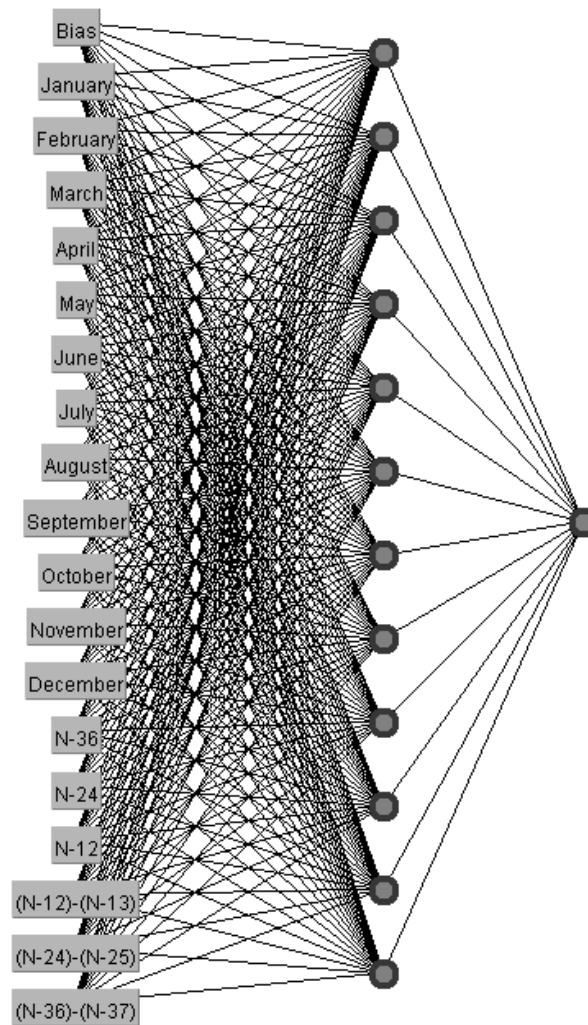 Bias
January
February
March
April
May
June
July
August
September
October
November
December
N-36
N-24
N-12
(N-12)-(N-13)
(N-24)-(N-25)
(N-36)-(N-37)